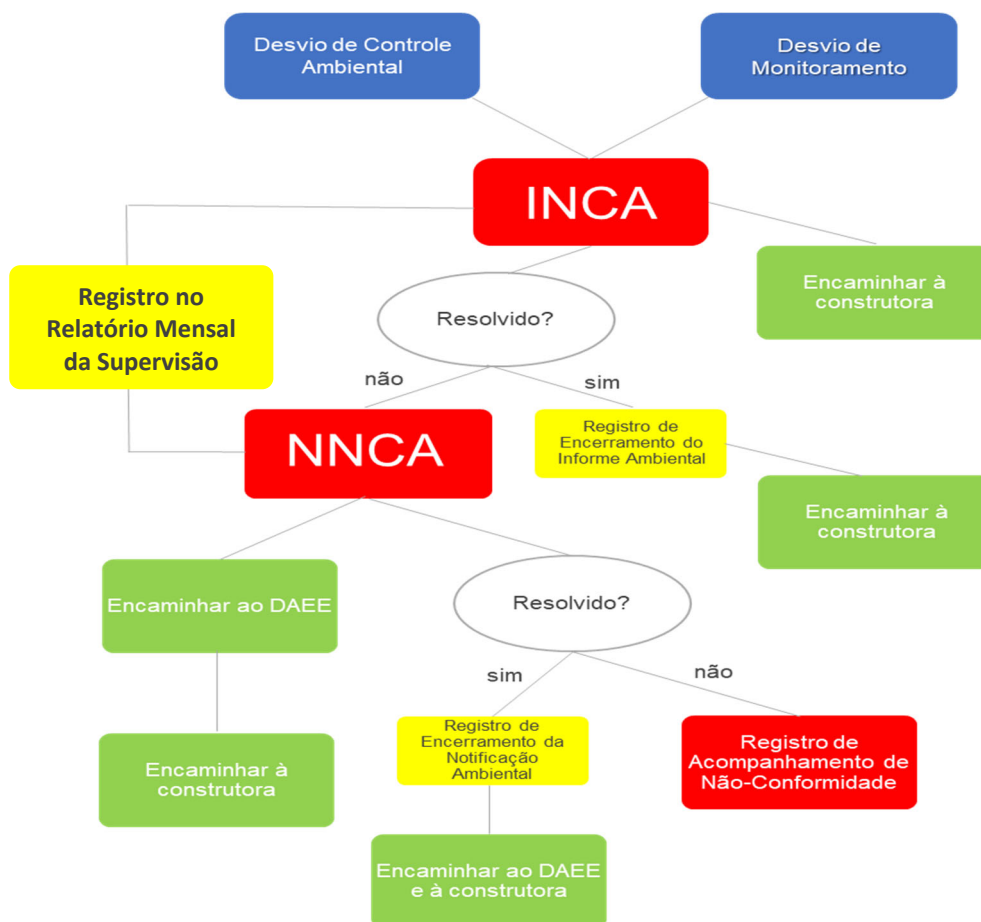 Desvio de Controle
Ambiental
Desvio de
Monitoramento
INCA
Encaminhar à
construtora
Registro no
Relatório Mensal
da Supervisão
Resolvido?
não
sim
NNCA
Registro de
Encerramento do
Informe Ambiental
Encaminhar à
construtora
Encaminhar ao DAEE
Resolvido?
sim
não
Encaminhar à
construtora
Registro de
Encerramento da
Notificação
Ambiental
Registro de
Acompanhamento de
Não-Conformidade
Encaminhar ao DAEE
e à construtora